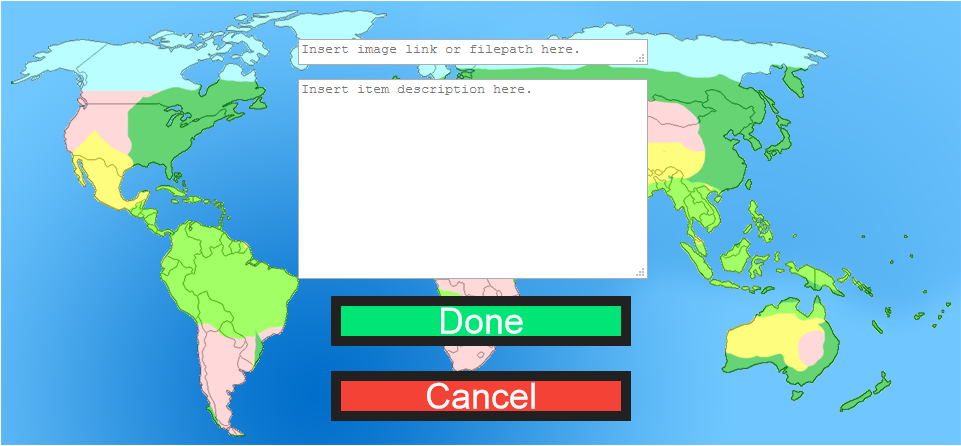 Insert image link or filepath here.
Insert item description here.
Done
Cancel